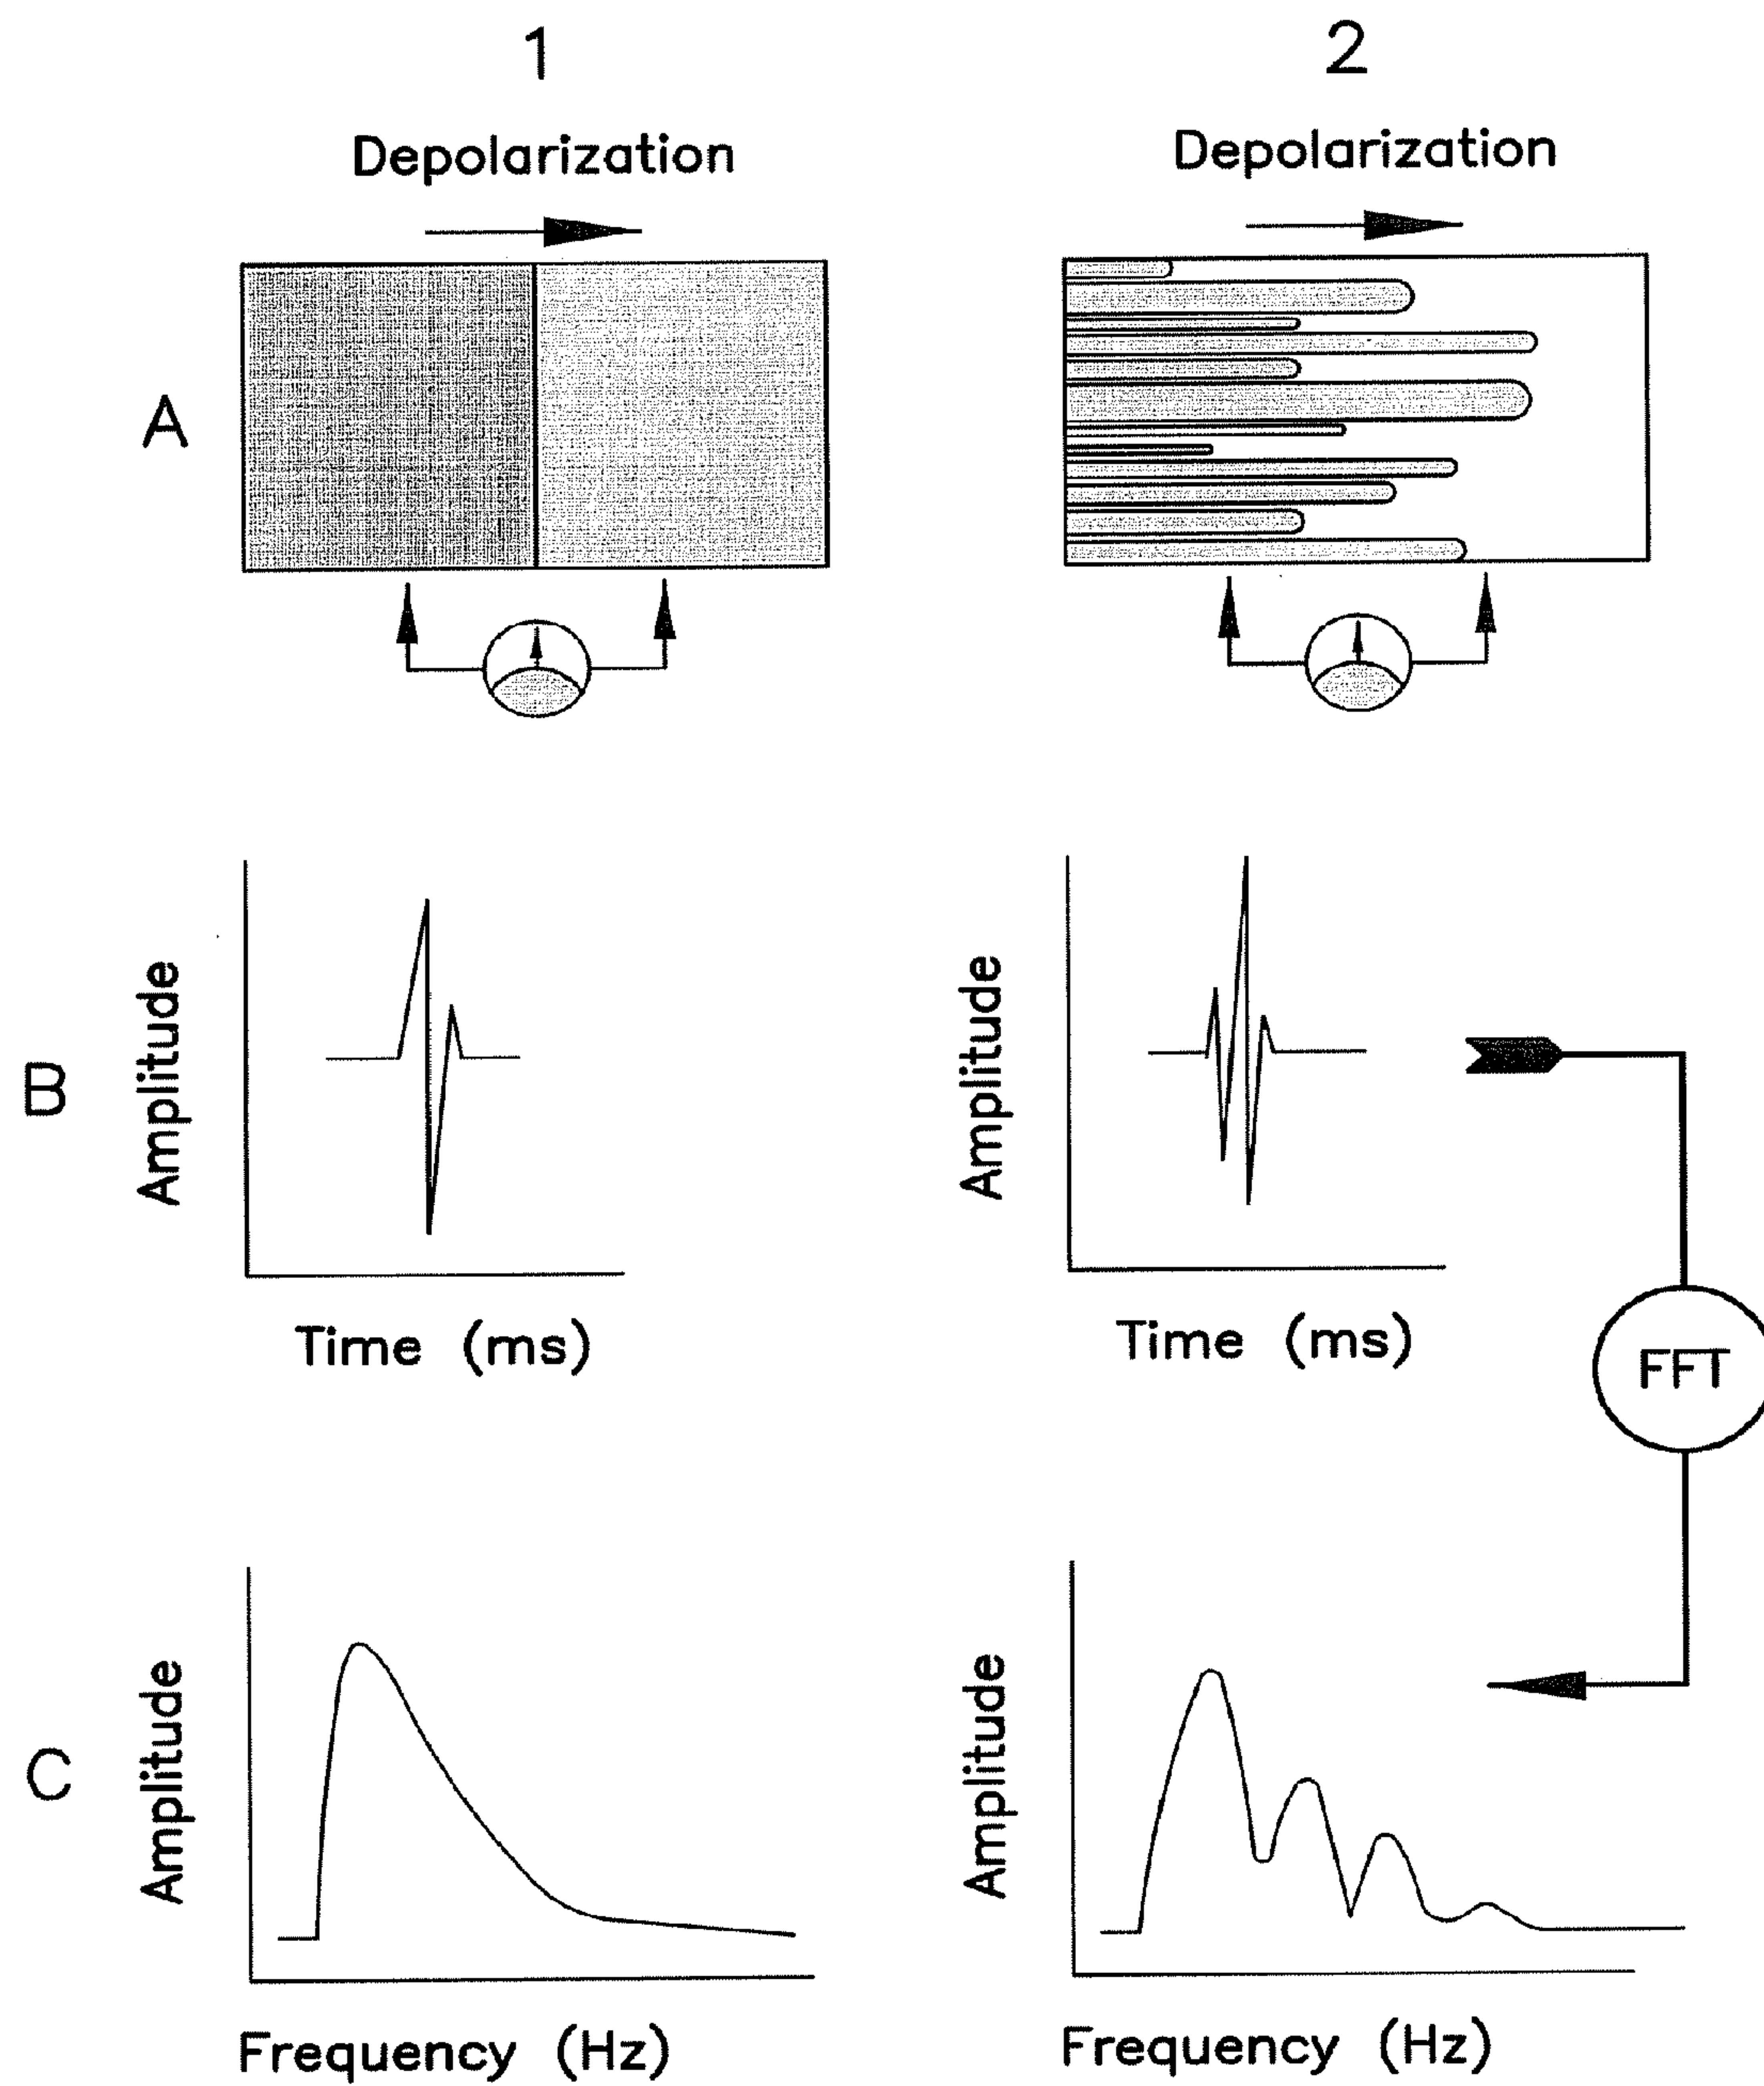 1
2
Depolarization
Depolarization
A
B
Amplitude
Time (ms)
Amplitude
Time (ms)
FFT
C
Amplitude
Frequency (Hz)
Amplitude
Frequency (Hz)